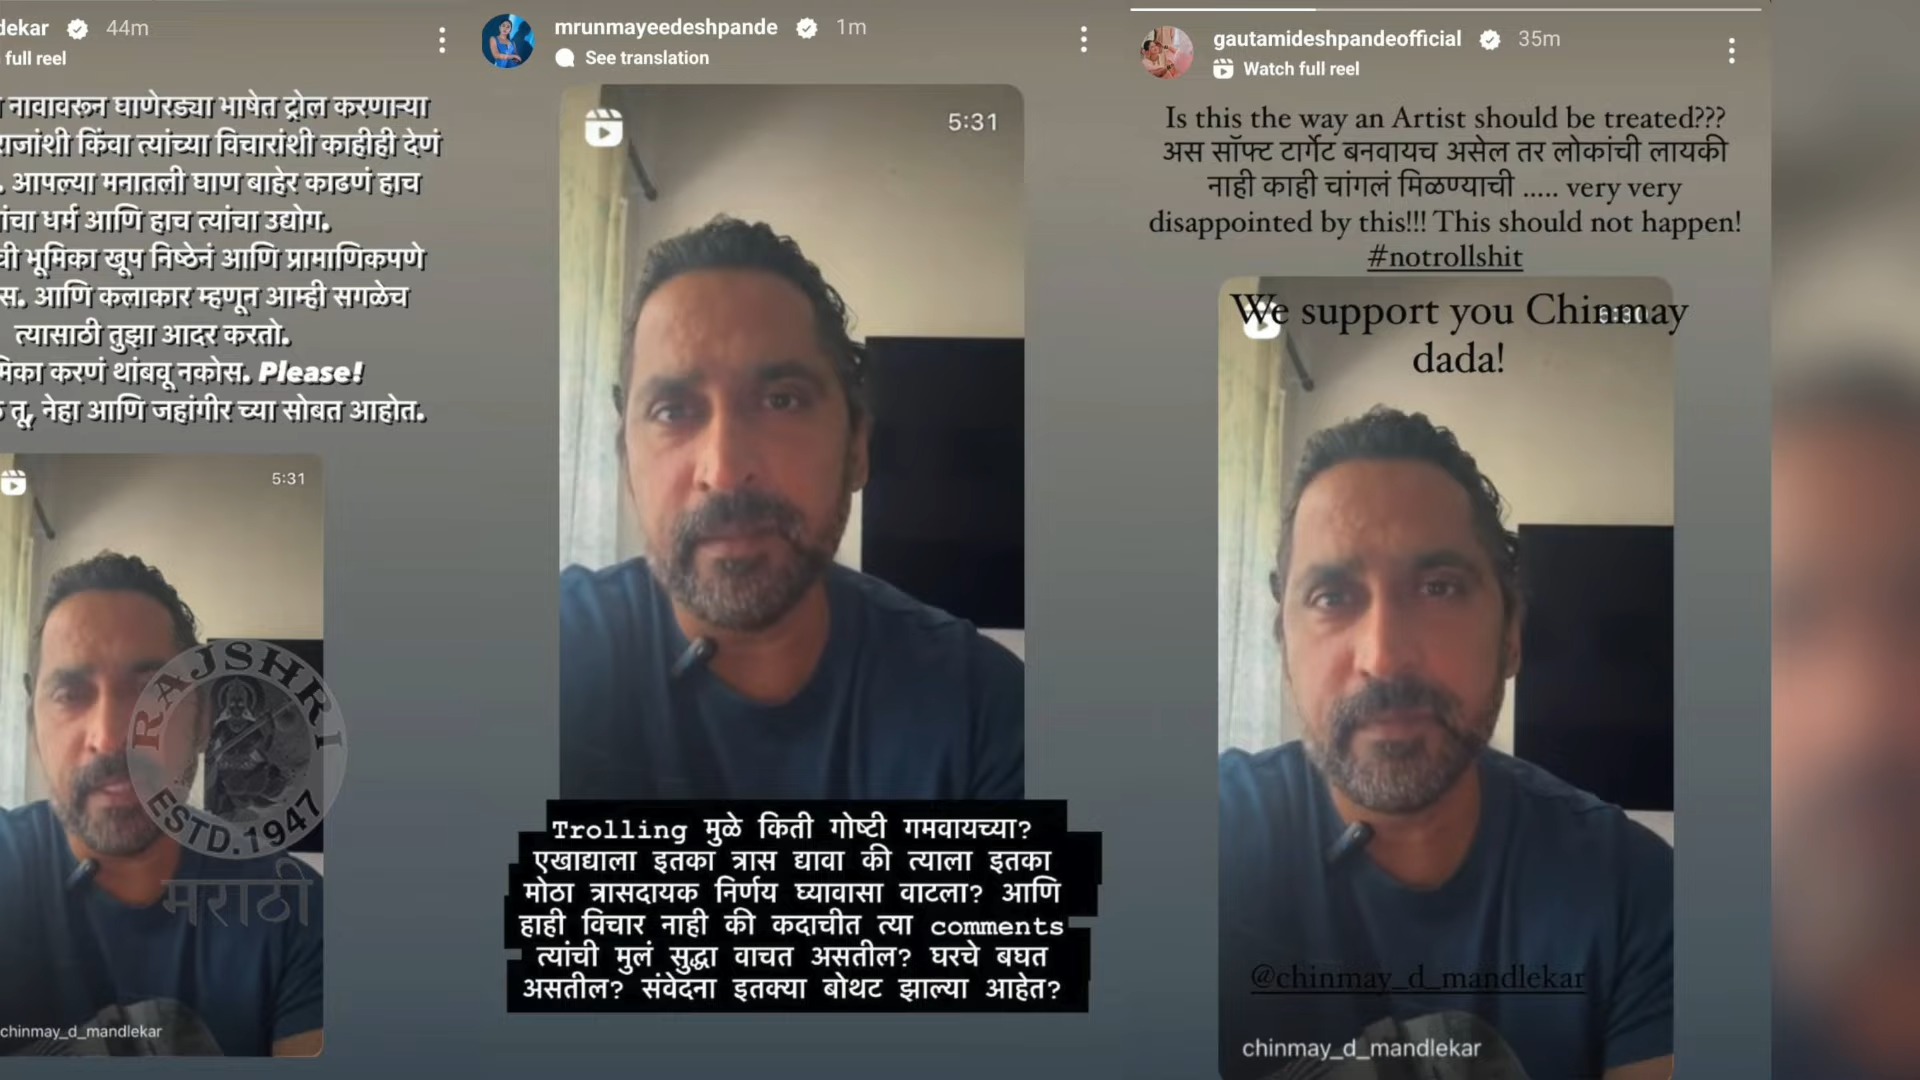 44m
full reel
नावावरून घाणेरड्या भाषेत ट्रोल करणाऱ्या
किंवा त्यांच्या विचारांशी काहीही देणं
. आपल्या मनातली घाण बाहेर काढणं हाच
धर्म आणि हाच त्यांचा उद्योग.
भूमिका खूप निष्ठेनं आणि प्रामाणिकपणे
स. आणि कलाकार म्हणून आम्ही सगळेच
त्यासाठी तुझा आदर करतो.
करणं थांबवू नकोस. Please!
तू, नेहा आणि जहांगीर च्या सोबत आहोत.
5:31
RAJSHRI
ESTD.1947
मराठी
chinmay_d_mandlekar
mrunmayeedeshpande 1m
See translation
5:31
Trolling मुळे किती गोष्टी गमवायच्या?
एखाद्याला इतका त्रास द्यावा की त्याला इतका
मोठा त्रासदायक निर्णय घ्यावासा वाटला? आणि
हाही विचार नाही की कदाचीत त्या comments
त्यांची मुलं सुद्धा वाचत असतील? घरचे बघत
असतील? संवेदना इतक्या बोथट झाल्या आहेत?
gautamideshpandeofficial 35m
Watch full reel
Is this the way an Artist should be treated???
अस सॉफ्ट टार्गेट बनवायच असेल तर लोकांची लायकी
नाही काही चांगलं मिळण्याची ..... very very
disappointed by this!!! This should not happen!
#notrollshit
We support you Chinmay
dada!
@chinmay_d_mandlekar
chinmay_d_mandlekar